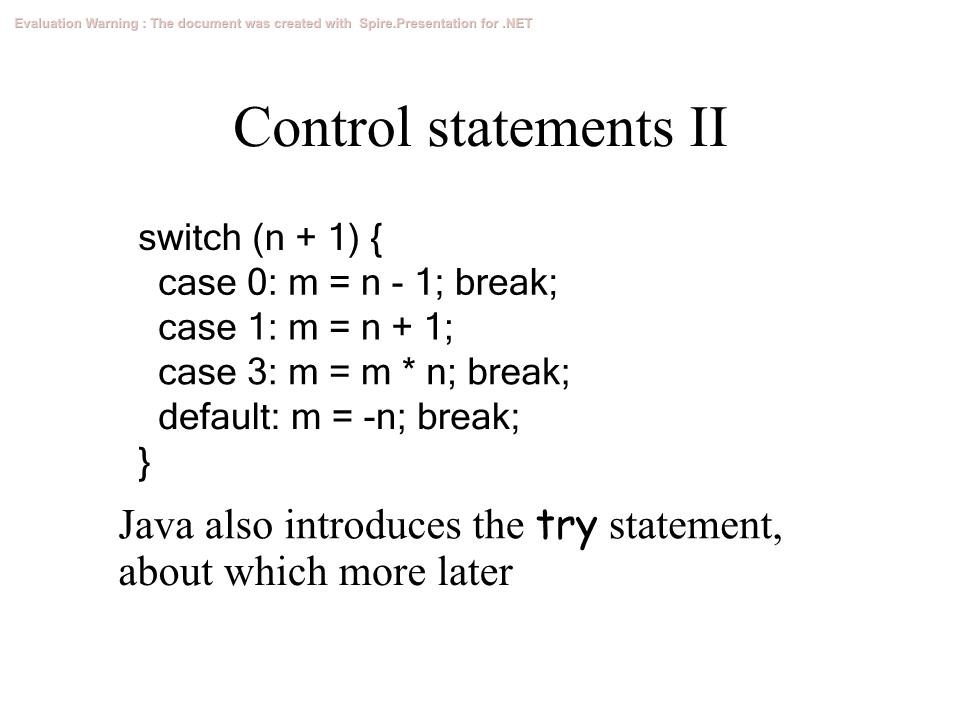 Evaluation Warning : The document was created with Spire.Presentation for .NET
Control statements II
switch (n + 1) {
case 0: m = n - 1; break;
case 1: m = n + 1;
case 3: m = m * n; break;
default: m = -n; break;
}
Java also introduces the try statement,
about which more later